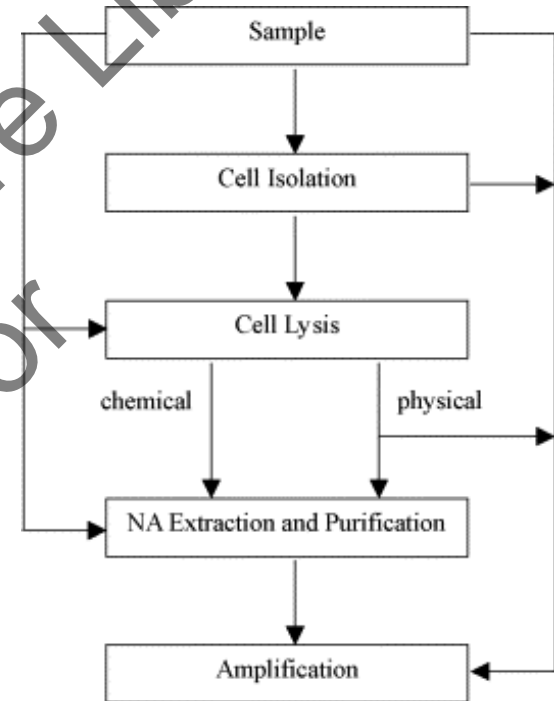 Sample
Cell Isolation
Cell Lysis
chemical
physical
NA Extraction and Purification
Amplification